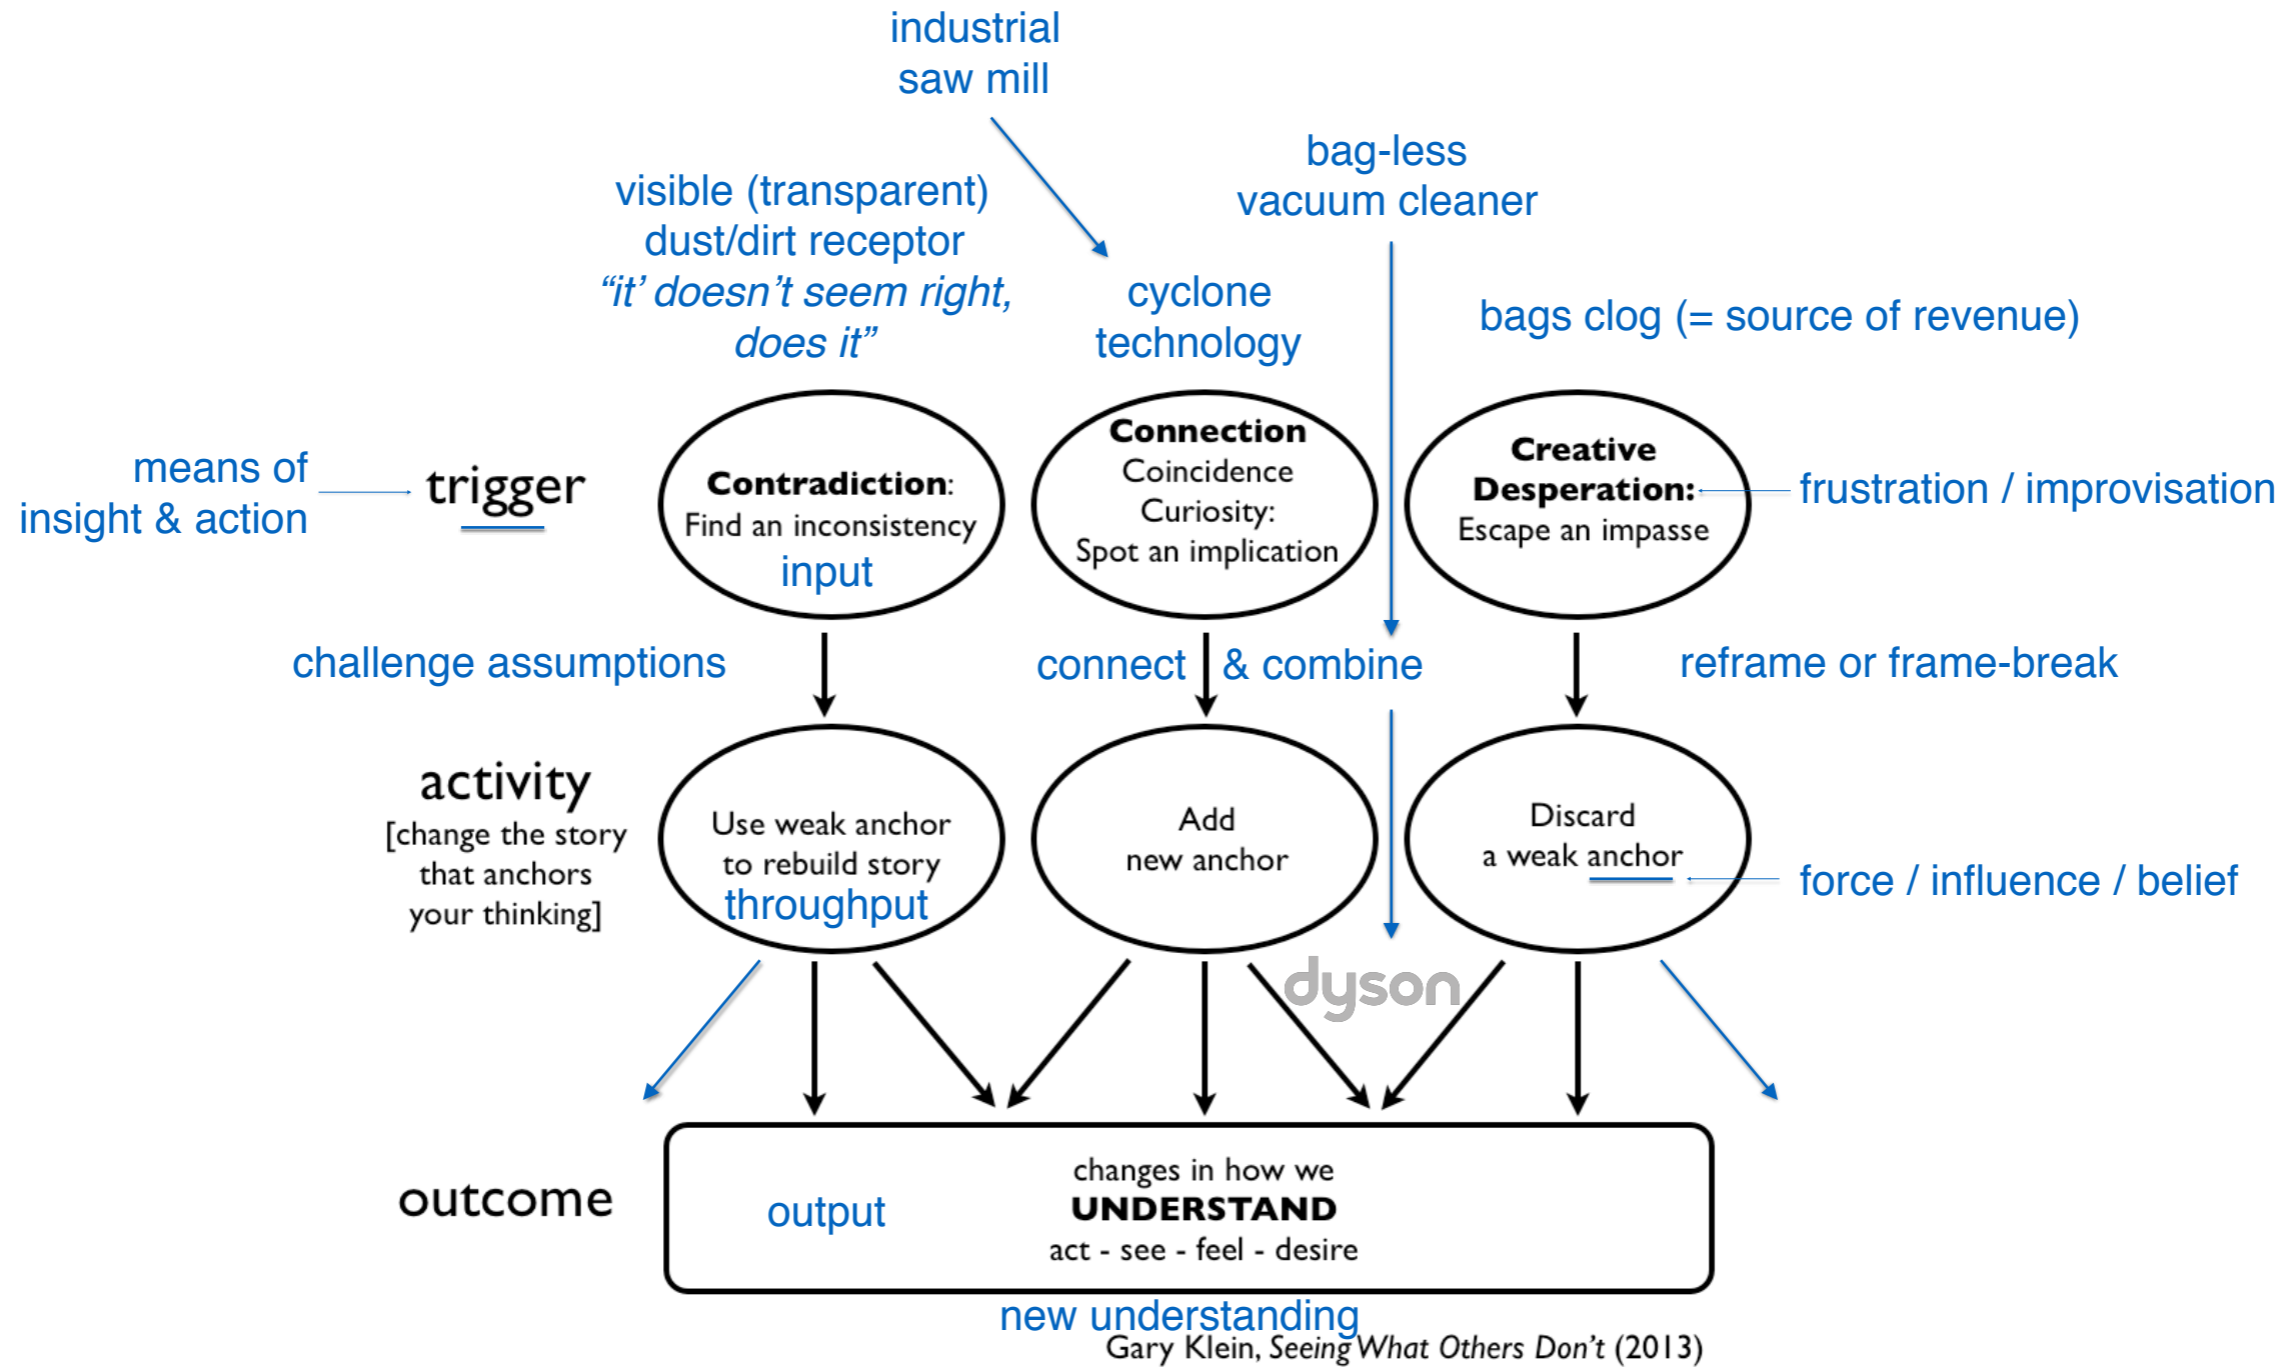 industrial
saw mill
bag-less
vacuum cleaner
visible (transparent)
dust/dirt receptor
“it’ doesn’t seem right,
does it”
cyclone
technology
bags clog (= source of revenue)
means of
insight & action
trigger
Contradiction:
Find an inconsistency
input
Connection
Coincidence
Curiosity:
Spot an implication
Creative
Desperation:
Escape an impasse
frustration / improvisation
challenge assumptions
connect & combine
reframe or frame-break
activity
[change the story
that anchors
your thinking]
Use weak anchor
to rebuild story
throughput
Add
new anchor
Discard
a weak anchor
force / influence / belief
dyson
outcome
output
changes in how we
UNDERSTAND
act - see - feel - desire
new understanding
Gary Klein, Seeing What Others Don’t (2013)